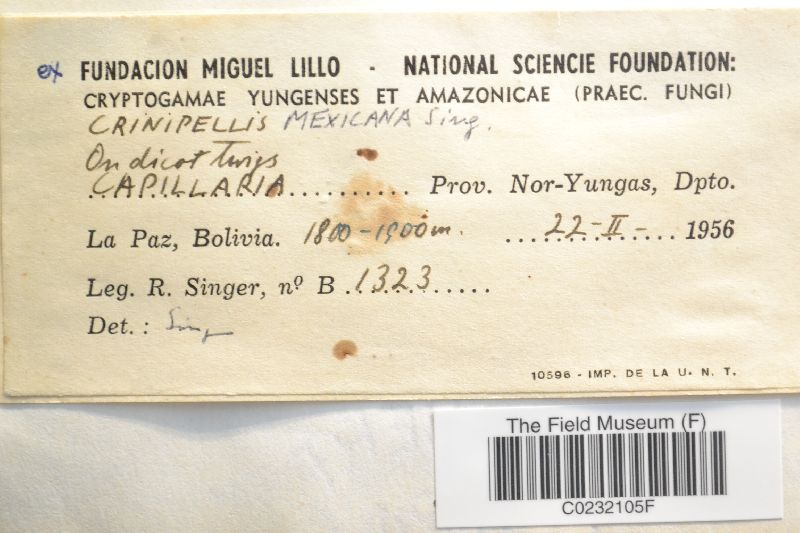 ex FUNDACION MIGUEL LILLO - NATIONAL SCIENCIE FOUNDATION:
CRYPTOGAMAE YUNGENSES ET AMAZONICAE (PRAEC. FUNGI)
CRINIPELLIS MEXICANA Sing.
On dicot twigs
CAPILLARIA.......... Prov. Nor-Yungas, Dpto.
La Paz, Bolivia. 1800-1900m. 22-II- 1956
Leg. R. Singer, nº B 1323
Det.: Sing
10596 - IMP. DE LA U. N. T.
The Field Museum (F)
C0232105F